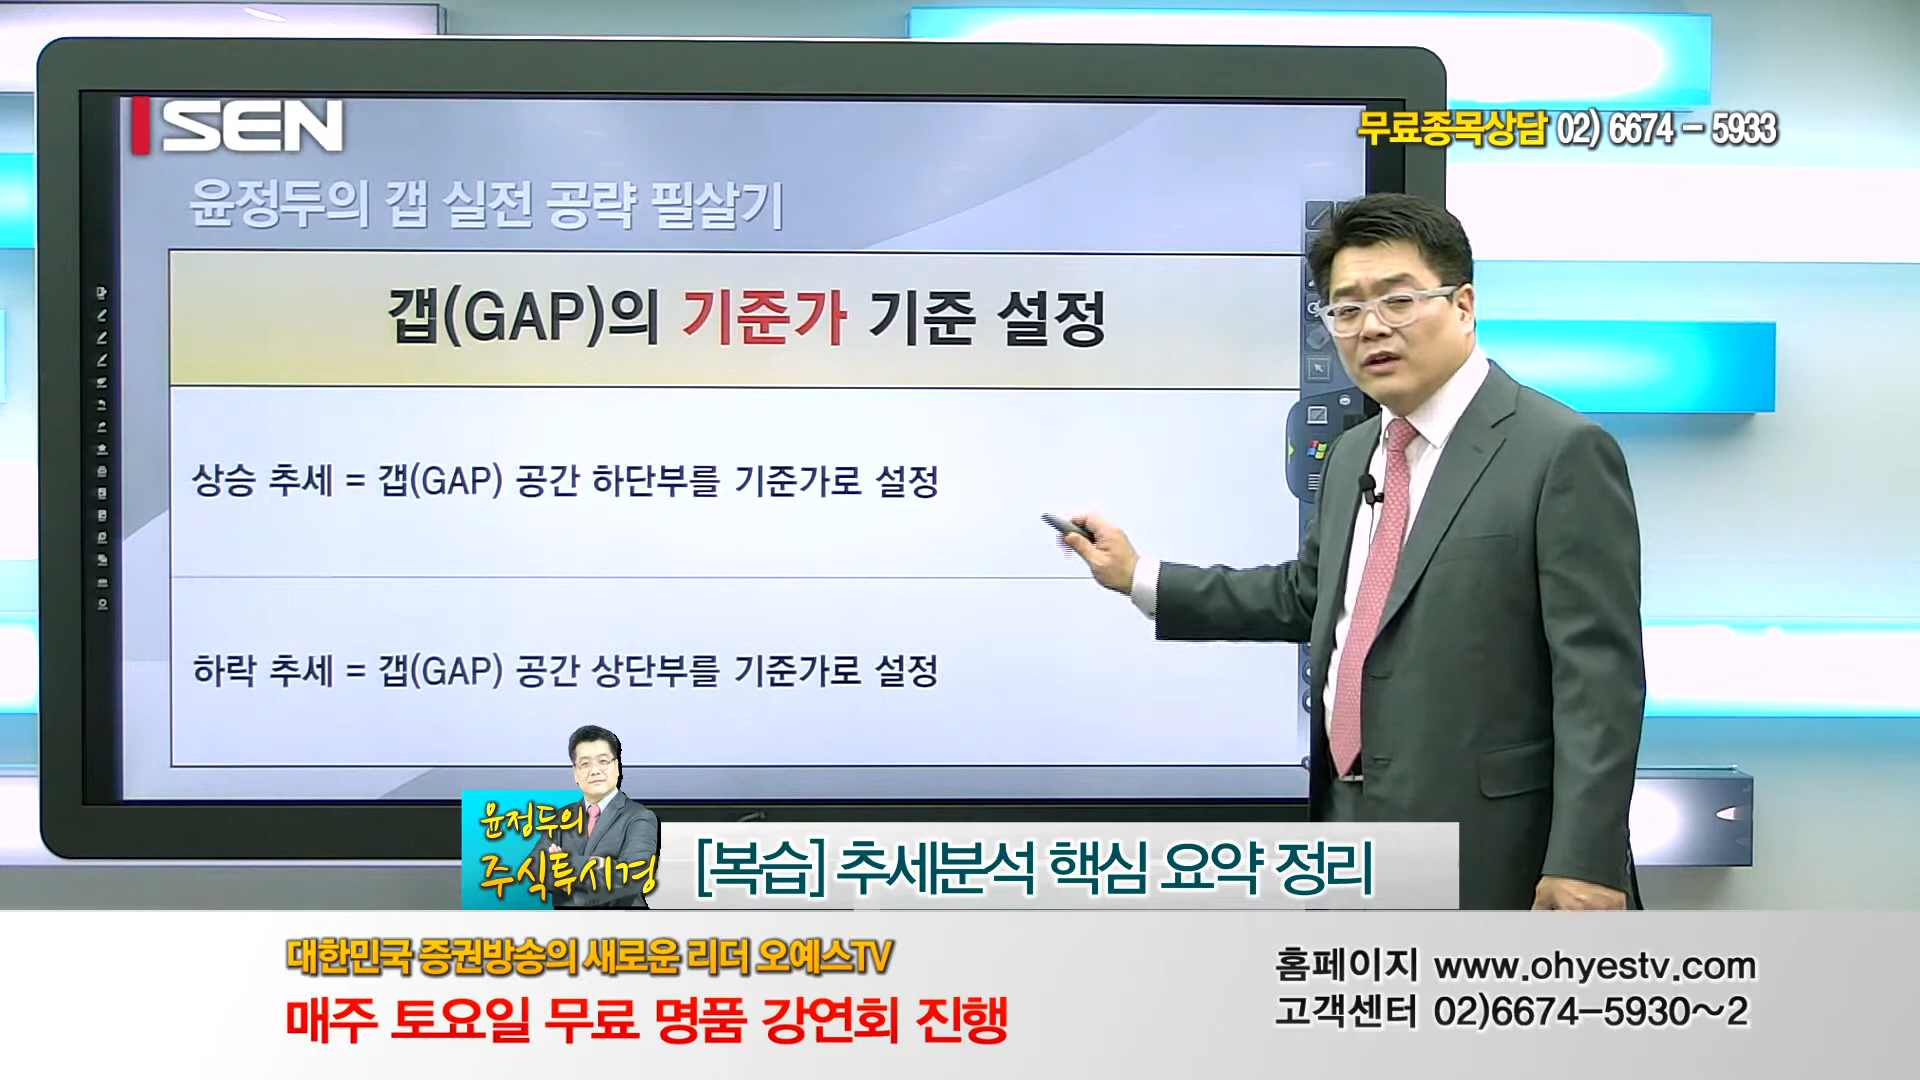 SEN
무료종목상담 02) 6674 - 5933
윤정두의 갭 실전 공략 필살기
갭(GAP)의 기준가 기준 설정
상승 추세 = 갭(GAP) 공간 하단부를 기준가로 설정
하락 추세 = 갭(GAP) 공간 상단부를 기준가로 설정
윤정두의
주식투시경
[복습] 추세분석 핵심 요약 정리
대한민국 증권방송의 새로운 리더 오예스TV
매주 토요일 무료 명품 강연회 진행
홈페이지 www.ohyestv.com
고객센터 02)6674-5930~2